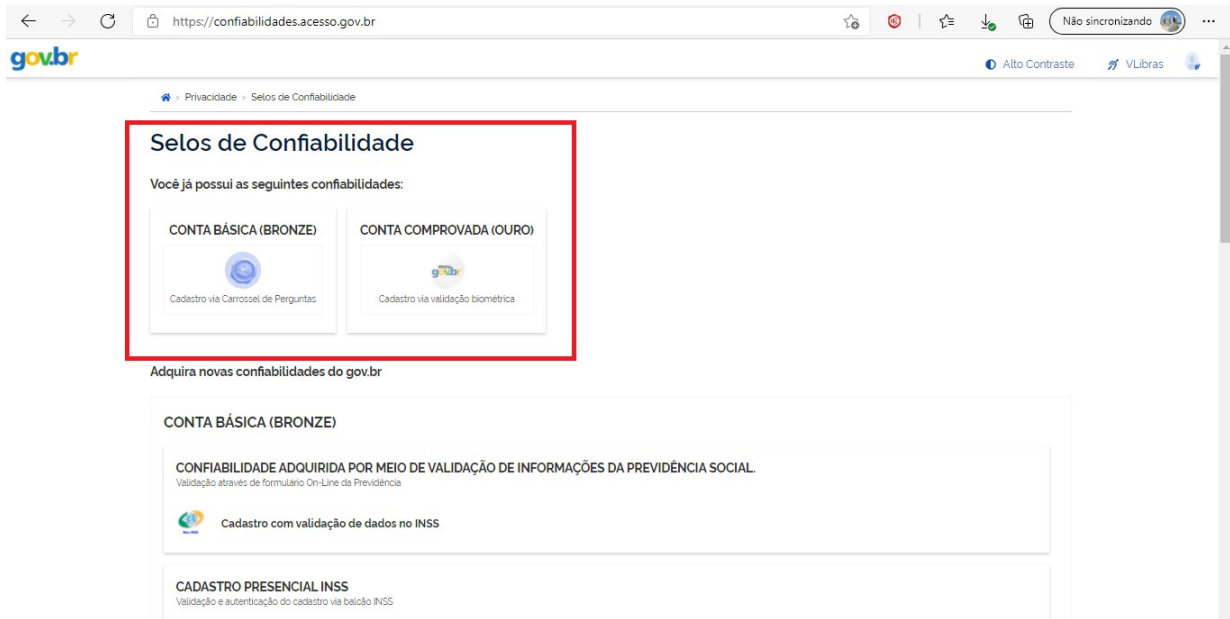 https://confiabilidades.acesso.gov.br
Não sincronizando
gov.br
Alto Contraste
VLibras
Privacidade > Selos de Confiabilidade
Selos de Confiabilidade
Você já possui as seguintes confiabilidades:
CONTA BÁSICA (BRONZE)
Cadastro via Carrossel de Perguntas
CONTA COMPROVADA (OURO)
gov.br
Cadastro via validação biométrica
Adquira novas confiabilidades do gov.br
CONTA BÁSICA (BRONZE)
CONFIABILIDADE ADQUIRIDA POR MEIO DE VALIDAÇÃO DE INFORMAÇÕES DA PREVIDÊNCIA SOCIAL.
Validação através de formulário On-Line da Previdência
Cadastro com validação de dados no INSS
CADASTRO PRESENCIAL INSS
Validação e autenticação do cadastro via balcão INSS